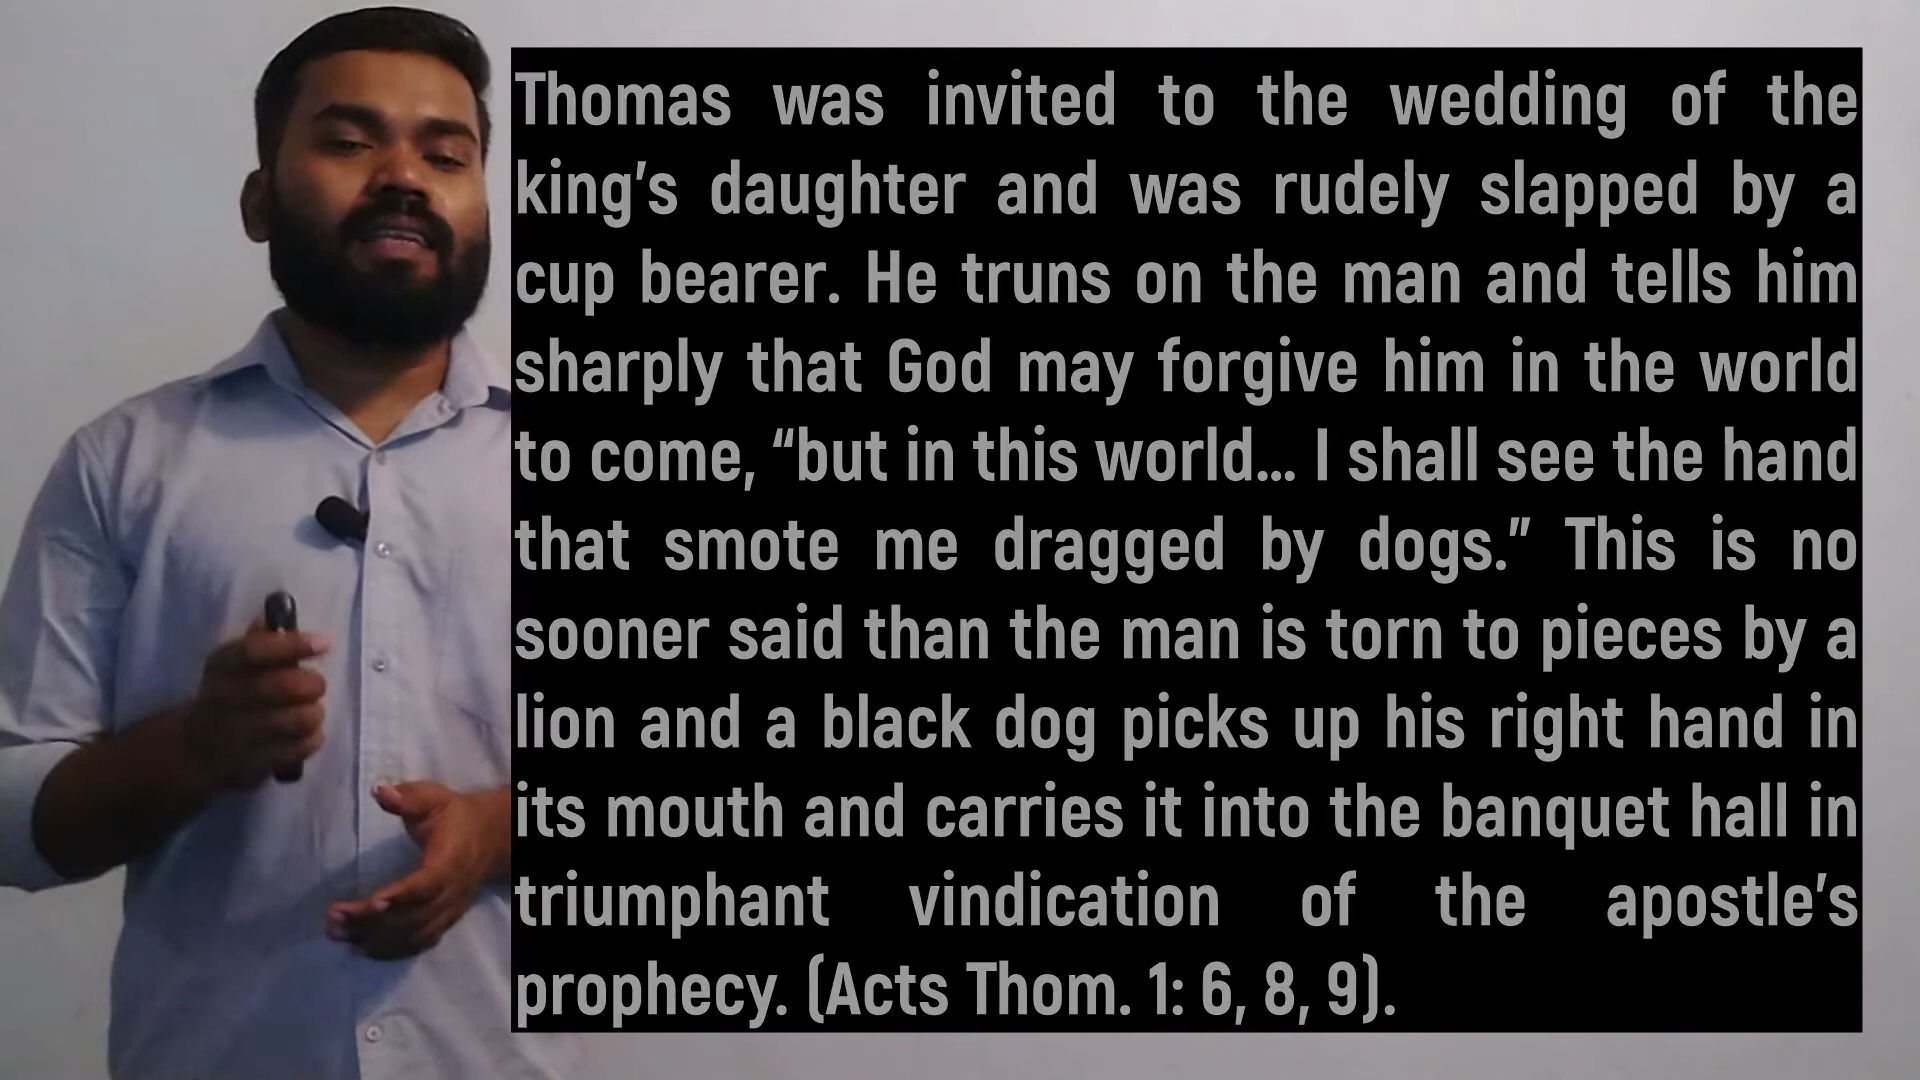 Thomas was invited to the wedding of the
king's daughter and was rudely slapped by a
cup bearer. He truns on the man and tells him
sharply that God may forgive him in the world
to come, “but in this world... I shall see the hand
that smote me dragged by dogs.” This is no
sooner said than the man is torn to pieces by a
lion and a black dog picks up his right hand in
its mouth and carries it into the banquet hall in
triumphant vindication of the apostle's
prophecy. (Acts Thom. 1: 6, 8, 9).